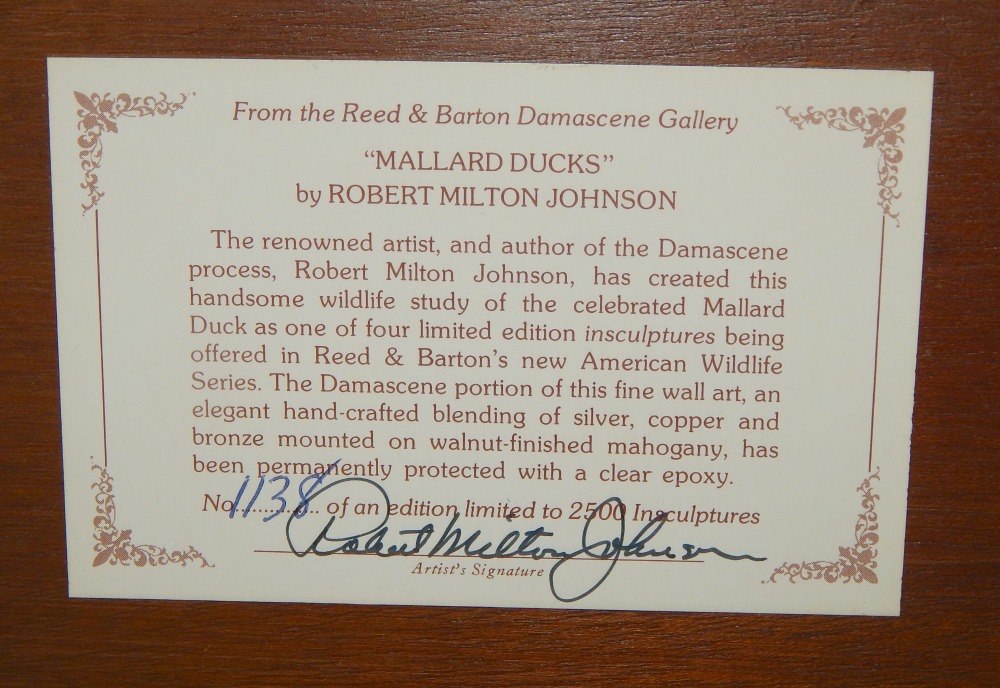 From the Reed & Barton Damascene Gallery
“MALLARD DUCKS”
by ROBERT MILTON JOHNSON
The renowned artist, and author of the Damascene
process, Robert Milton Johnson, has created this
handsome wildlife study of the celebrated Mallard
Duck as one of four limited edition insculptures being
offered in Reed & Barton's new American Wildlife
Series. The Damascene portion of this fine wall art, an
elegant hand-crafted blending of silver, copper and
bronze mounted on walnut-finished mahogany, has
been permanently protected with a clear epoxy.
No. 1138 of an edition limited to 2500 Insculptures
Robert Milton Johnson
Artist's Signature